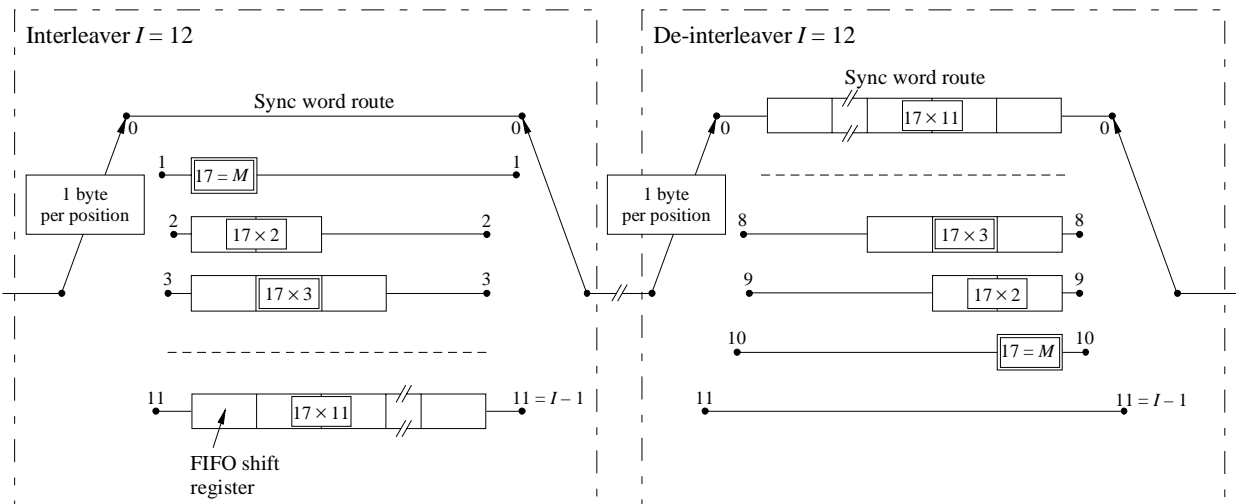 Interleaver I = 12
Sync word route
0
0
1 byte
per position
1
17 = M
1
2
17 × 2
2
3
17 × 3
3
11
17 × 11
11 = I – 1
FIFO shift
register
De-interleaver I = 12
Sync word route
0
17 × 11
0
1 byte
per position
8
17 × 3
8
9
17 × 2
9
10
17 = M
10
11
11 = I – 1